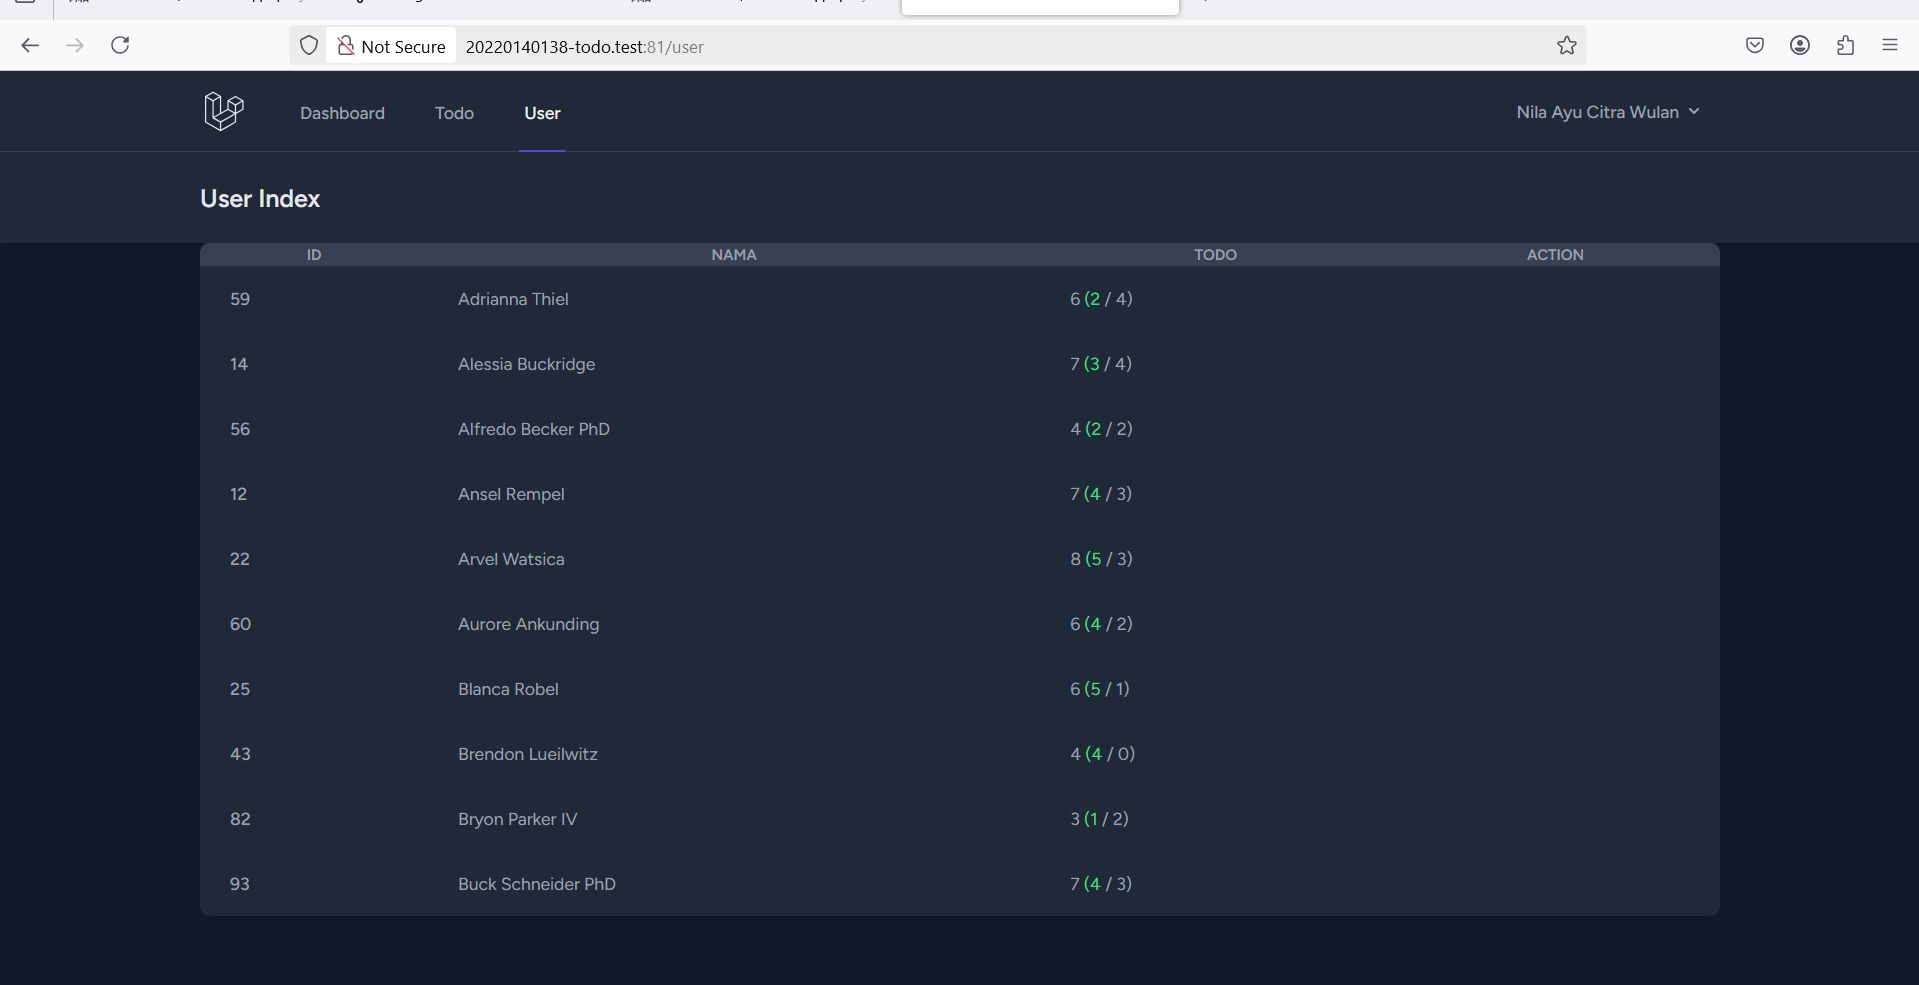 Not Secure 20220140138-todo.test:81/user
Dashboard Todo User Nila Ayu Citra Wulan
User Index
ID NAMA TODO ACTION
59 Adrianna Thiel 6 (2 / 4)
14 Alessia Buckridge 7 (3 / 4)
56 Alfredo Becker PhD 4 (2 / 2)
12 Ansel Rempel 7 (4 / 3)
22 Arvel Watsica 8 (5 / 3)
60 Aurore Ankunding 6 (4 / 2)
25 Blanca Robel 6 (5 / 1)
43 Brendon Lueilwitz 4 (4 / 0)
82 Bryon Parker IV 3 (1 / 2)
93 Buck Schneider PhD 7 (4 / 3)